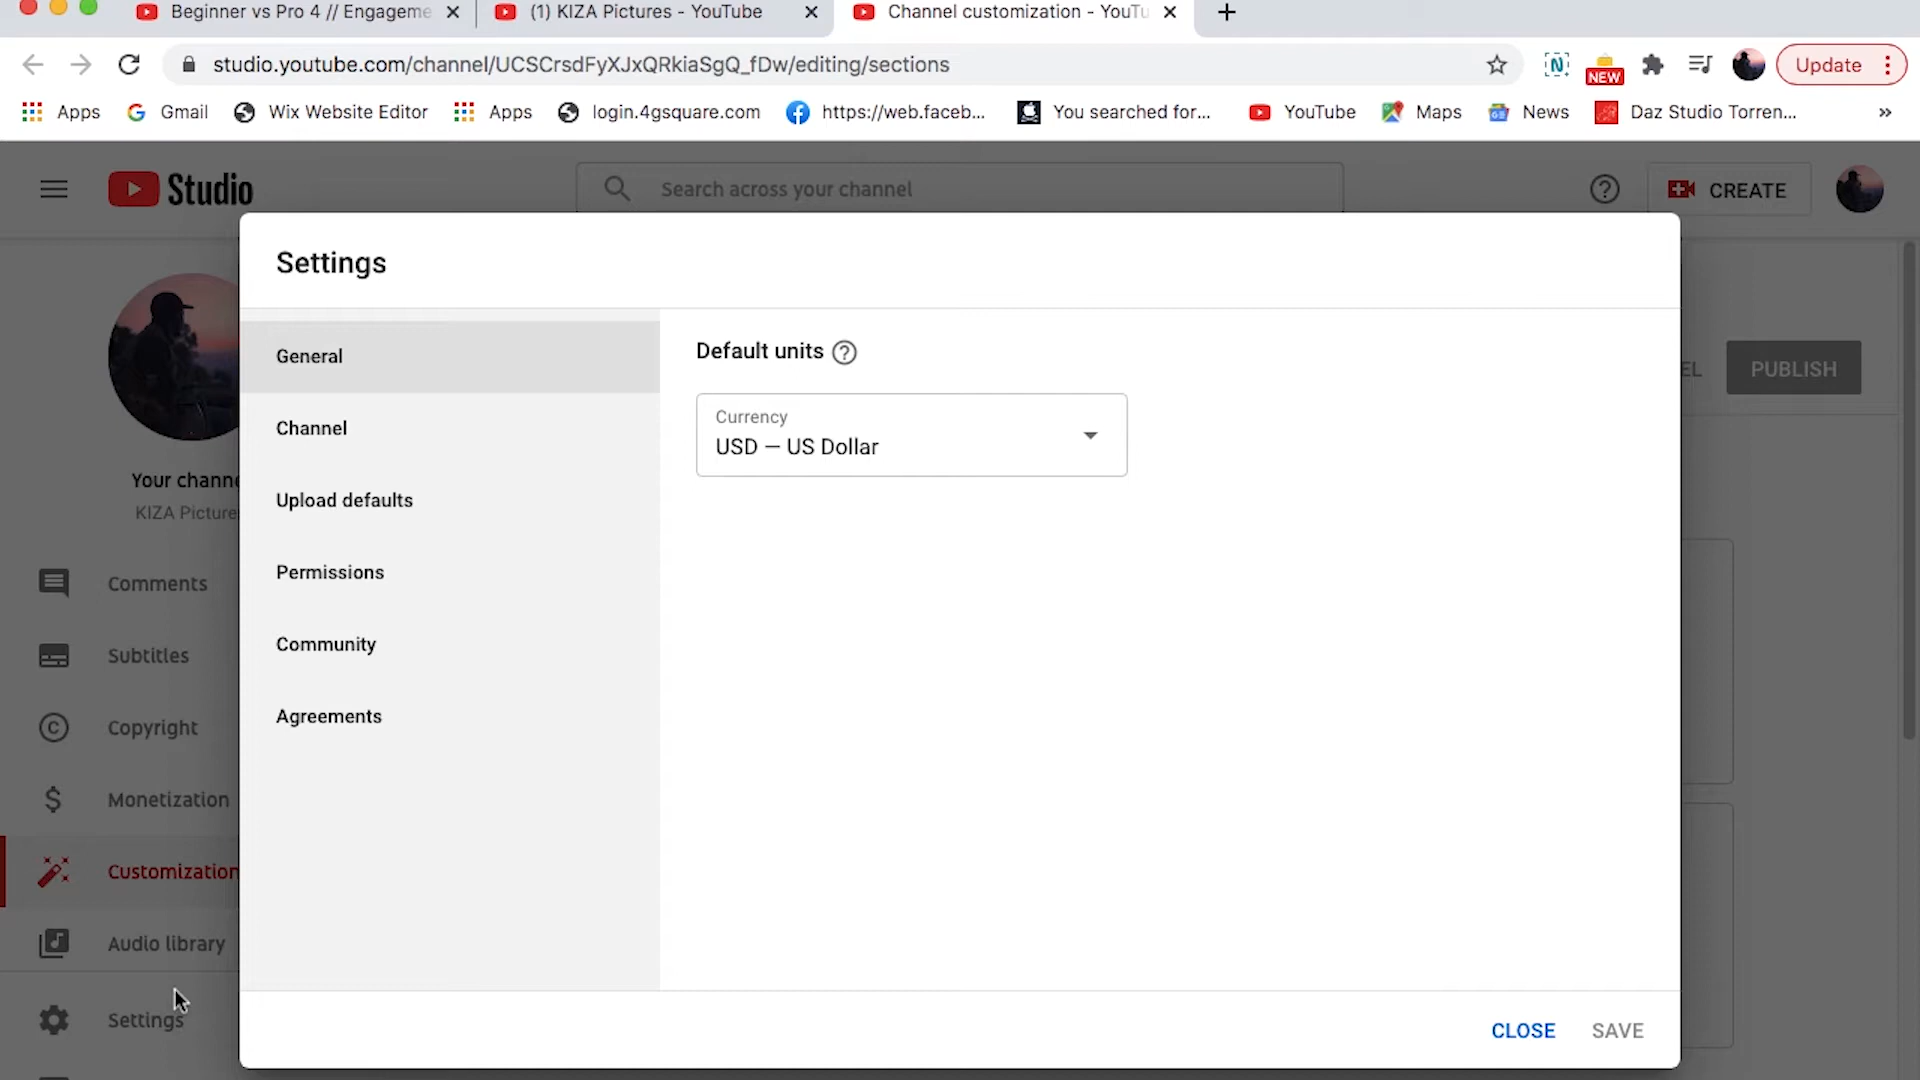 Beginner vs Pro 4 // Engageme
(1) KIZA Pictures - YouTube
Channel customization - YouTu
studio.youtube.com/channel/UCSCrsdFyXJxQRkiaSgQ_fDw/editing/sections
N
NEW
Update
Apps
Gmail
Wix Website Editor
Apps
login.4gsquare.com
https://web.faceb...
You searched for...
YouTube
Maps
News
Daz Studio Torren...
»
Studio
Search across your channel
CREATE
Settings
General
Default units
Currency
USD — US Dollar
Channel
Upload defaults
Permissions
Community
Agreements
EL
PUBLISH
Your channe
KIZA Picture
Comments
Subtitles
Copyright
Monetization
Customization
Audio library
Settings
CLOSE
SAVE